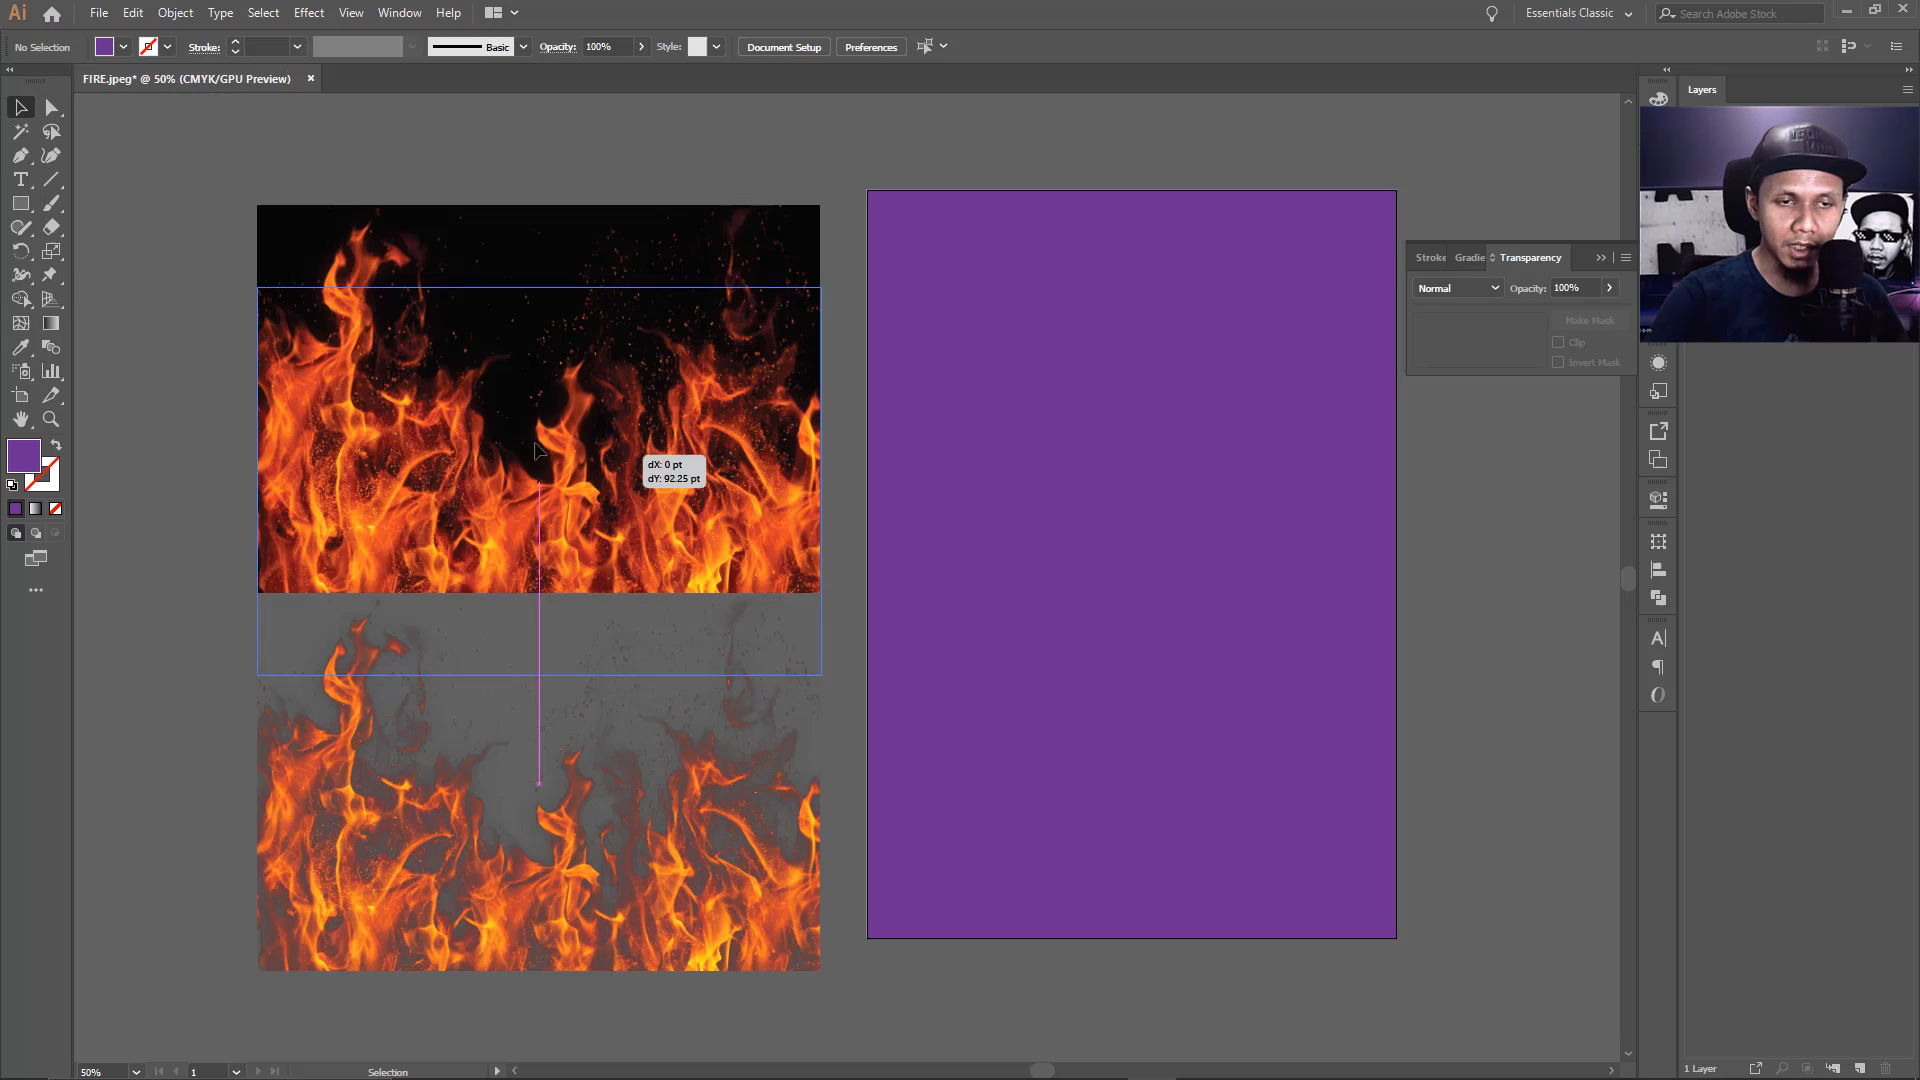 Ai File Edit Object Type Select Effect View Window Help Essentials Classic Search Adobe Stock
No Selection Stroke: Basic Opacity: 100% Style: Document Setup Preferences
FIRE.jpeg* @ 50% (CMYK/GPU Preview)
Layers
Stroke Gradie Transparency
Normal Opacity: 100%
Make Mask
Clip
Invert Mask
dX: 0 pt
dY: 92.25 pt
50% 1 Selection 1 Layer